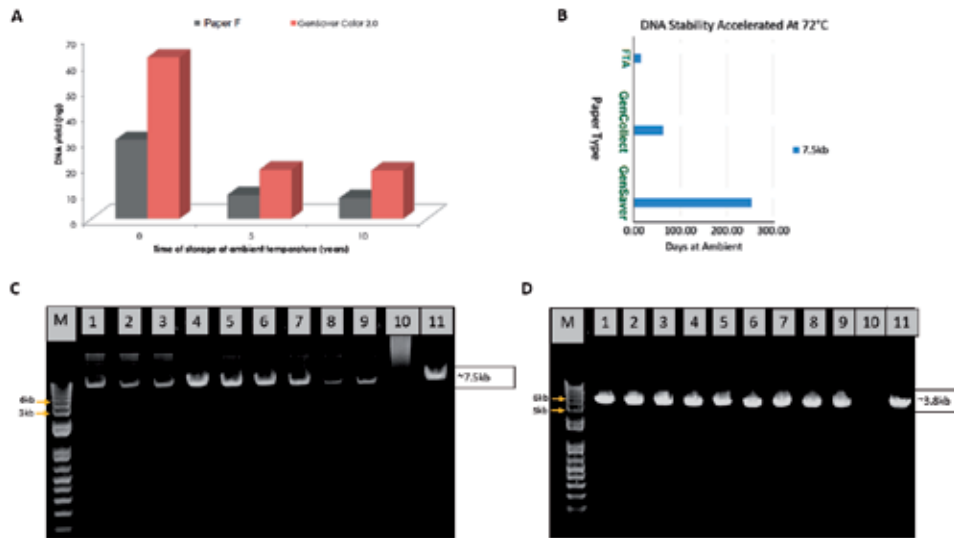 A
Paper F GenSaver Color 2.0
70
60
50
40
30
20
10
0
DNA yield (ng)
0 5 10
Time of storage at ambient temperature (years)
B
DNA Stability Accelerated At 72°C
Paper Type
FTA
GenCollect
GenSaver
7.5kb
0.00 100.00 200.00 300.00
Days at Ambient
C
M 1 2 3 4 5 6 7 8 9 10 11
~7.5kb
6kb
3kb
D
M 1 2 3 4 5 6 7 8 9 10 11
~3.8kb
6kb